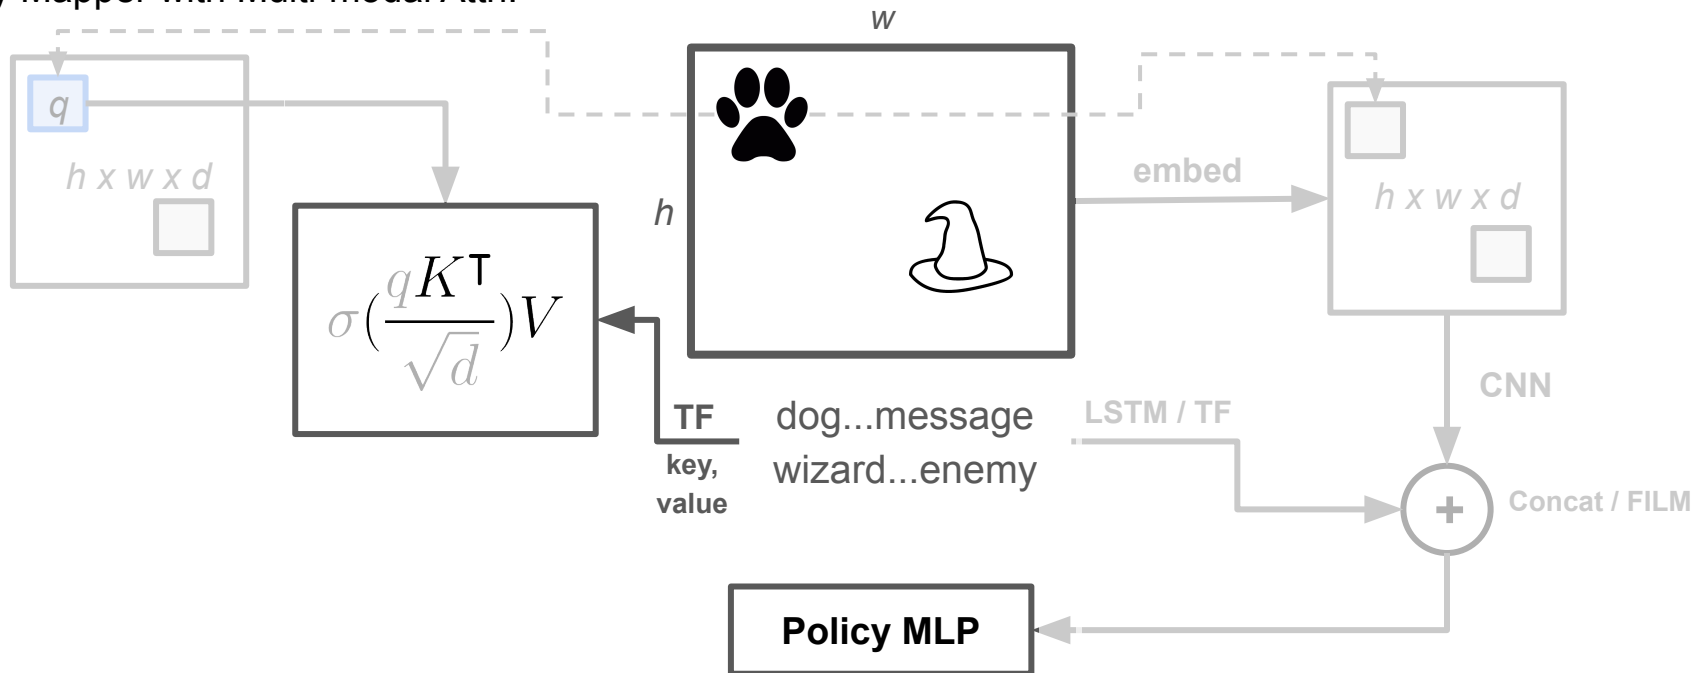 Mapper with Multi-modal Attn.
w
q
h x w x d
embed
h x w x d
h
σ(qKᵀ/√d)V
CNN
TF
dog...message
LSTM / TF
key,
wizard...enemy
value
Concat / FILM
+
Policy MLP